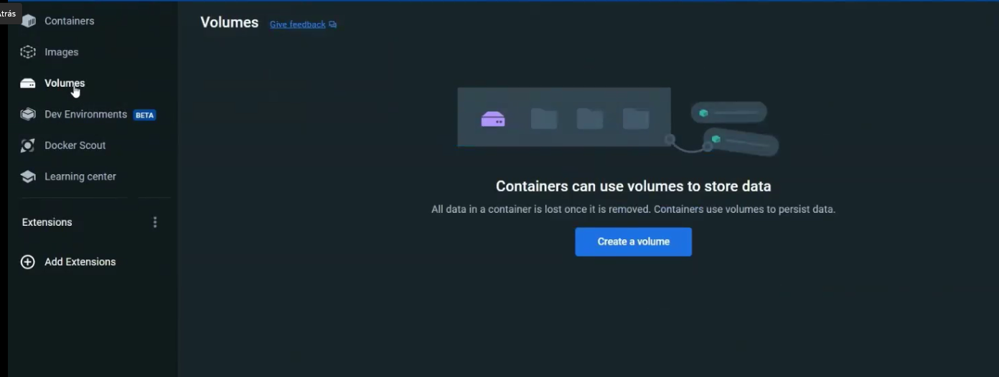 Atrás
Containers
Images
Volumes
Dev Environments BETA
Docker Scout
Learning center
Extensions
Add Extensions
Volumes Give feedback
Containers can use volumes to store data
All data in a container is lost once it is removed. Containers use volumes to persist data.
Create a volume